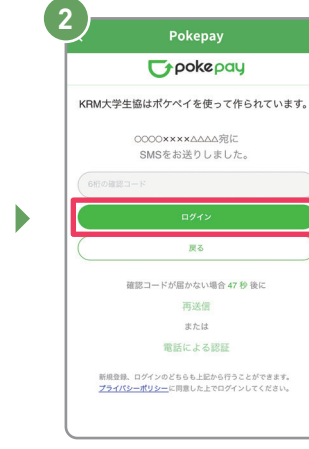 2
Pokepay
pokepay
KRM大学生協はポケペイを使って作られています。
○○○○××××△△△△宛に
SMSをお送りしました。
6桁の確認コード
ログイン
戻る
確認コードが届かない場合 47 秒 後に
再送信
または
電話による認証
新規登録、ログインのどちらも上記から行うことができます。
プライバシーポリシーに同意した上でログインしてください。